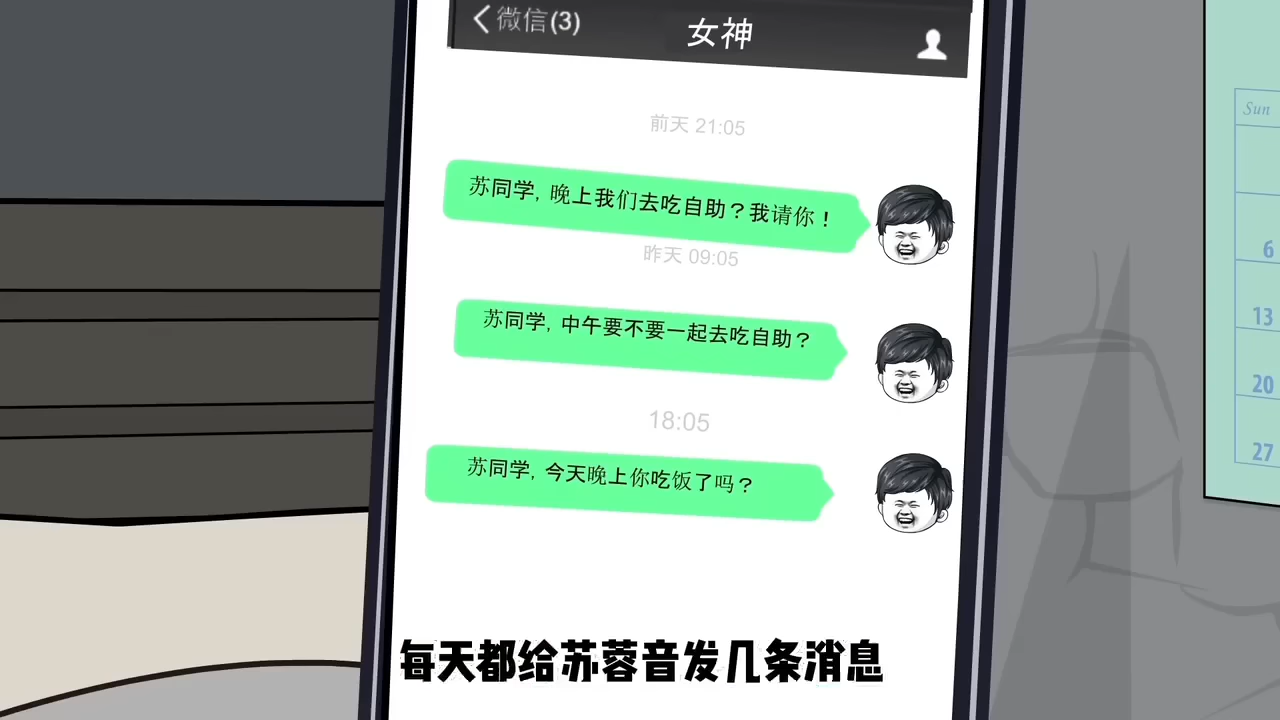 微信(3)
女神
前天 21:05
苏同学, 晚上我们去吃自助？我请你！
昨天 09:05
苏同学, 中午要不要一起去吃自助？
18:05
苏同学, 今天晚上你吃饭了吗？
每天都给苏蓉音发几条消息
Sun
6
13
20
27